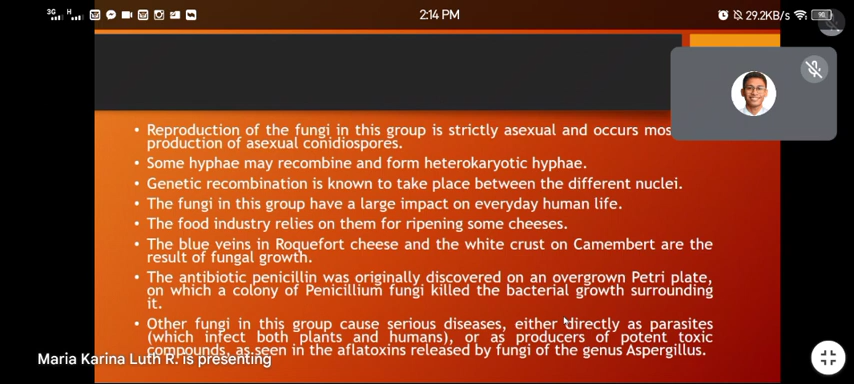 3G H 2:14 PM 29.2KB/s 90
• Reproduction of the fungi in this group is strictly asexual and occurs
production of asexual conidiospores.
• Some hyphae may recombine and form heterokaryotic hyphae.
• Genetic recombination is known to take place between the different nuclei.
• The fungi in this group have a large impact on everyday human life.
• The food industry relies on them for ripening some cheeses.
• The blue veins in Roquefort cheese and the white crust on Camembert are the
result of fungal growth.
• The antibiotic penicillin was originally discovered on an overgrown Petri plate,
on which a colony of Penicillium fungi killed the bacterial growth surrounding
it.
• Other fungi in this group cause serious diseases, either directly as parasites
(which infect both plants and humans), or as producers of potent toxic
compounds, as seen in the aflatoxins released by fungi of the genus Aspergillus.
Maria Karina Luth R. is presenting